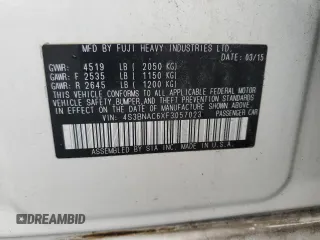 MFD BY FUJI HEAVY INDUSTRIES LTD.
DATE: 03/15
GVWR: 4519 LB ( 2050 KG)
GAWR: F 2535 LB ( 1150 KG)
GAWR: R 2645 LB ( 1200 KG)
THIS VEHICLE CONFORMS TO ALL APPLICABLE FEDERAL MOTOR
VEHICLE SAFETY, BUMPER, AND THEFT PREVENTION STANDARDS
IN EFFECT ON THE DATE OF MANUFACTURE SHOWN ABOVE.
PASSENGER CAR
VIN: 4S3BNAC6XF3057023
ASSEMBLED BY SIA INC. IN U.S.A.
DREAMBID